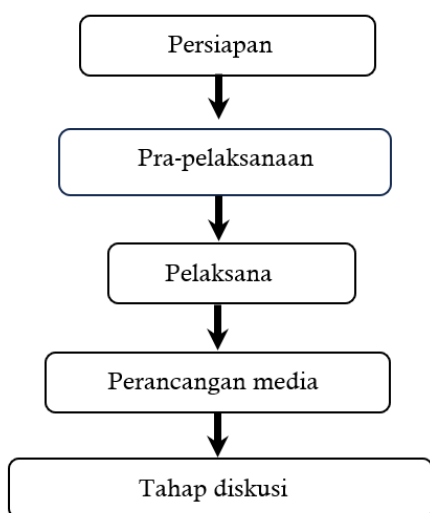 Persiapan
Pra-pelaksanaan
Pelaksana
Perancangan media
Tahap diskusi